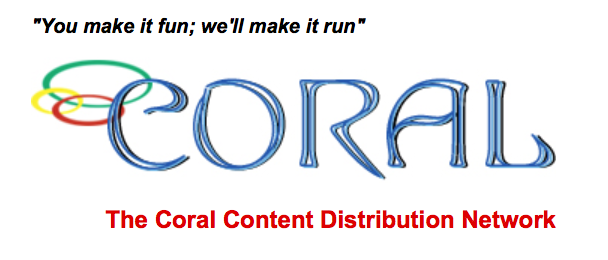 "You make it fun; we'll make it run"
CORAL
The Coral Content Distribution Network